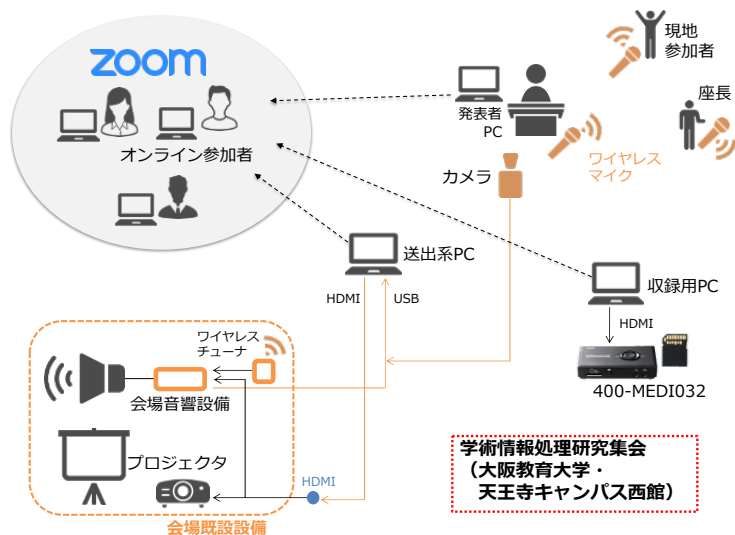 zoom
オンライン参加者
発表者
PC
現地
参加者
座長
ワイヤレス
マイク
カメラ
送出系PC
HDMI
USB
収録用PC
HDMI
400-MEDI032
ワイヤレス
チューナ
会場音響設備
プロジェクタ
HDMI
会場既設設備
学術情報処理研究集会
（大阪教育大学・
天王寺キャンパス西館）